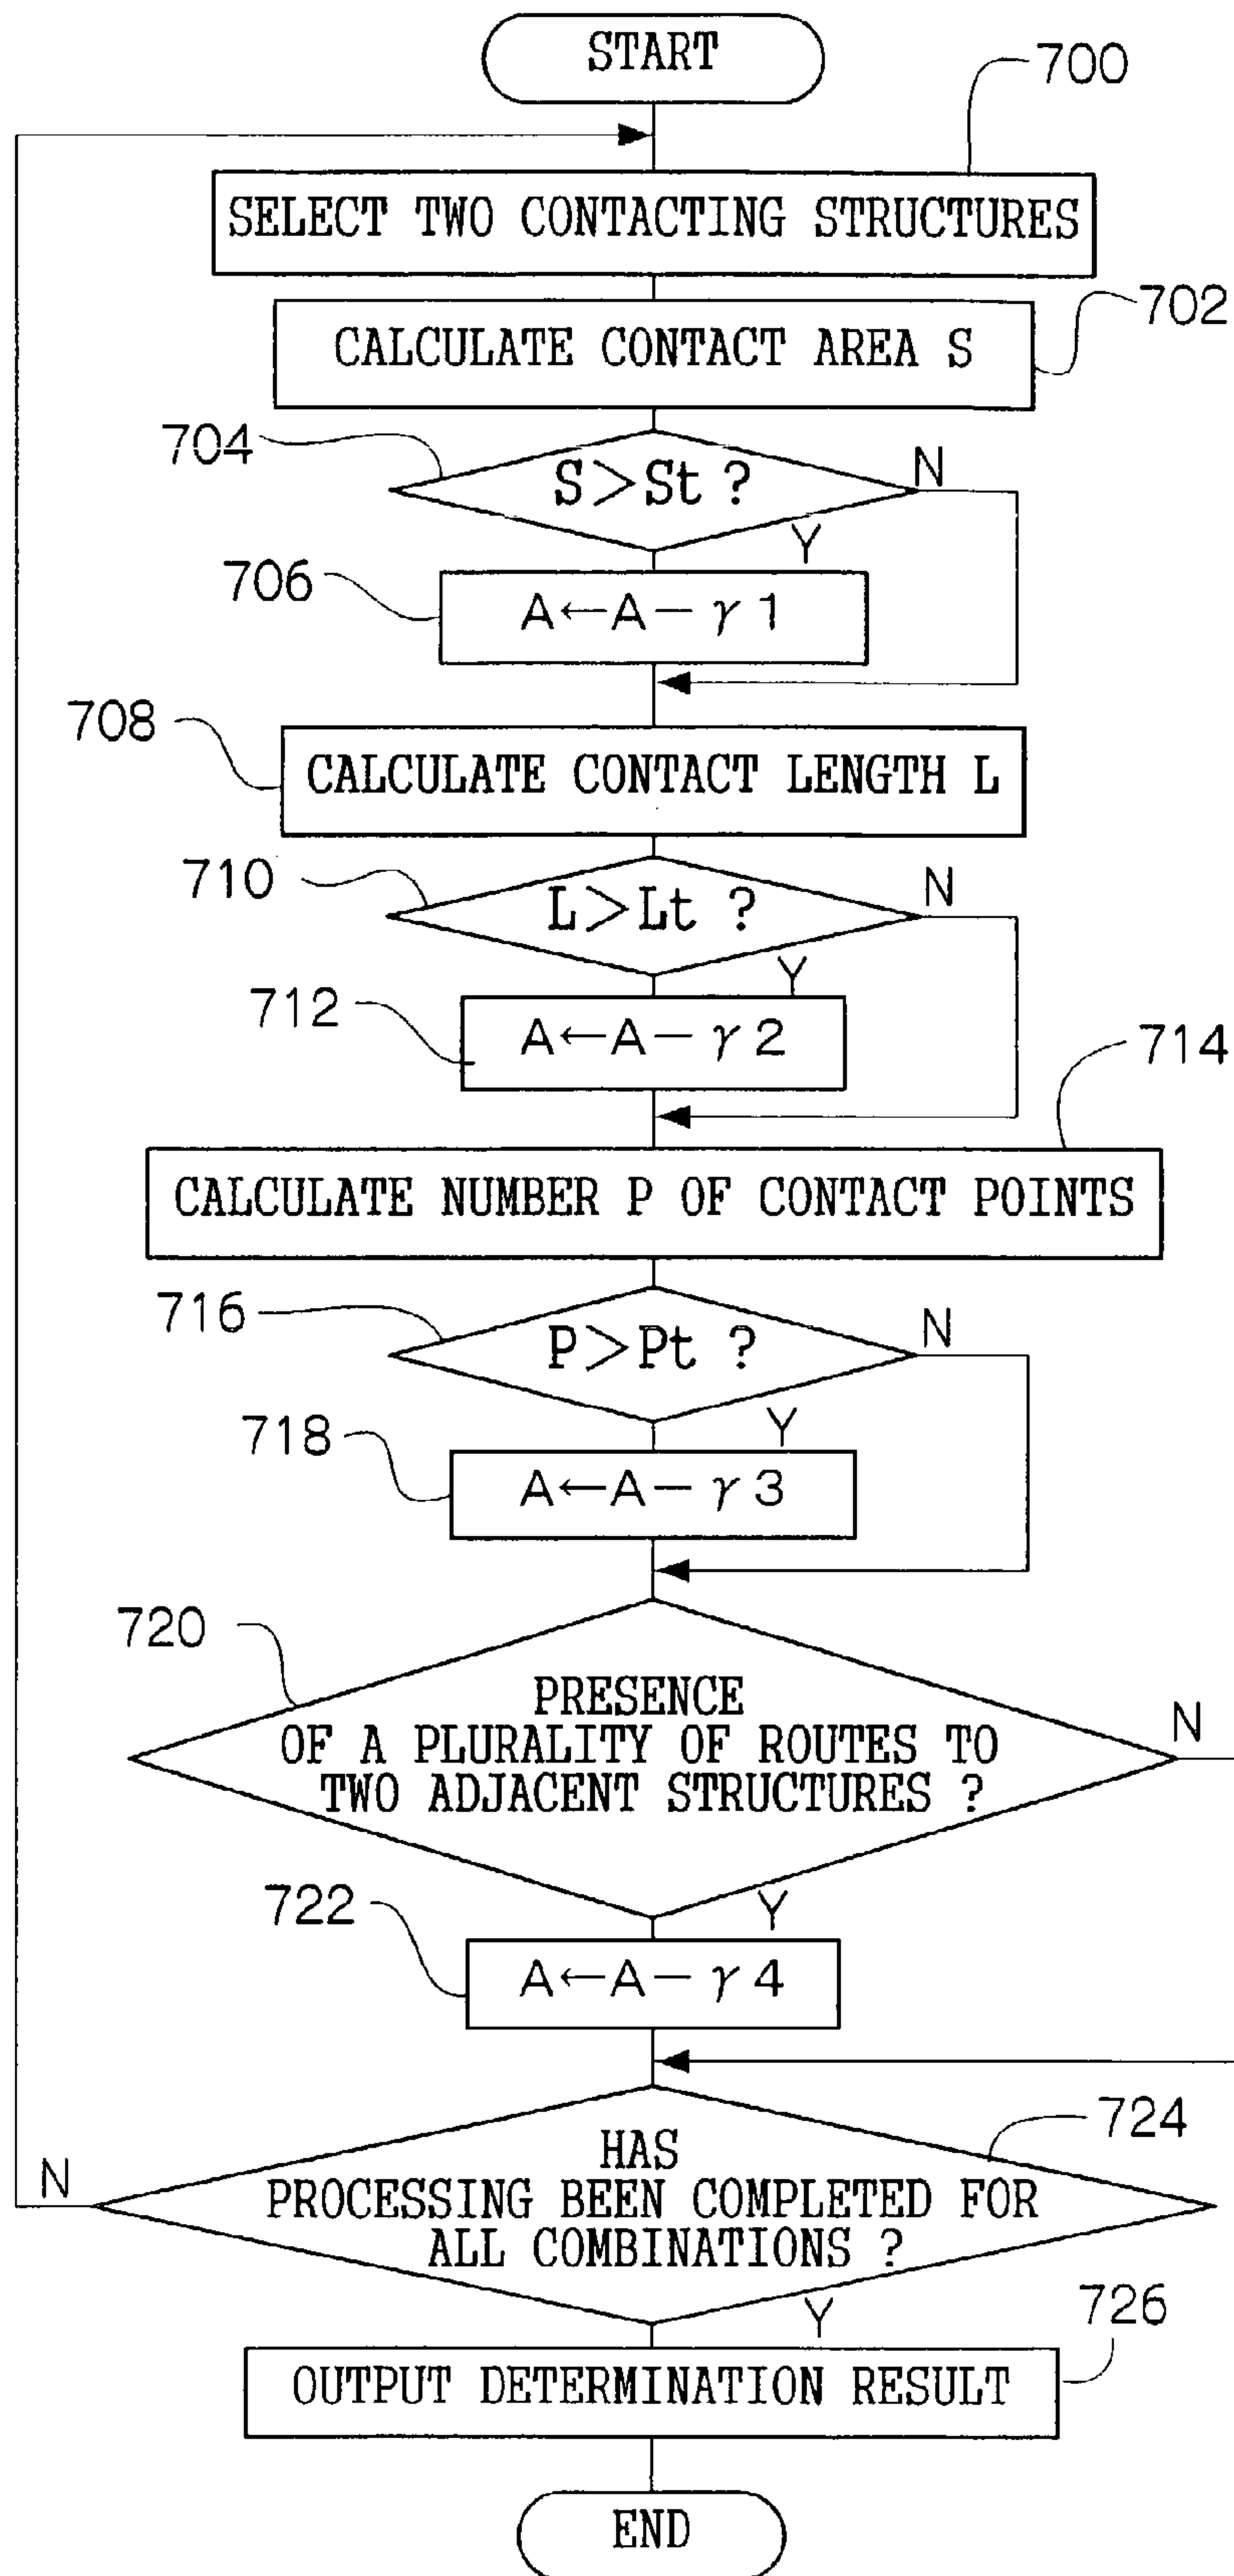 START
700
SELECT TWO CONTACTING STRUCTURES
702
CALCULATE CONTACT AREA S
704
S>St ?
N
Y
706
A←A−γ1
708
CALCULATE CONTACT LENGTH L
710
L>Lt ?
N
Y
712
A←A−γ2
714
CALCULATE NUMBER P OF CONTACT POINTS
716
P>Pt ?
N
Y
718
A←A−γ3
720
PRESENCE
OF A PLURALITY OF ROUTES TO
TWO ADJACENT STRUCTURES ?
N
Y
722
A←A−γ4
724
HAS
PROCESSING BEEN COMPLETED FOR
ALL COMBINATIONS ?
N
Y
726
OUTPUT DETERMINATION RESULT
END